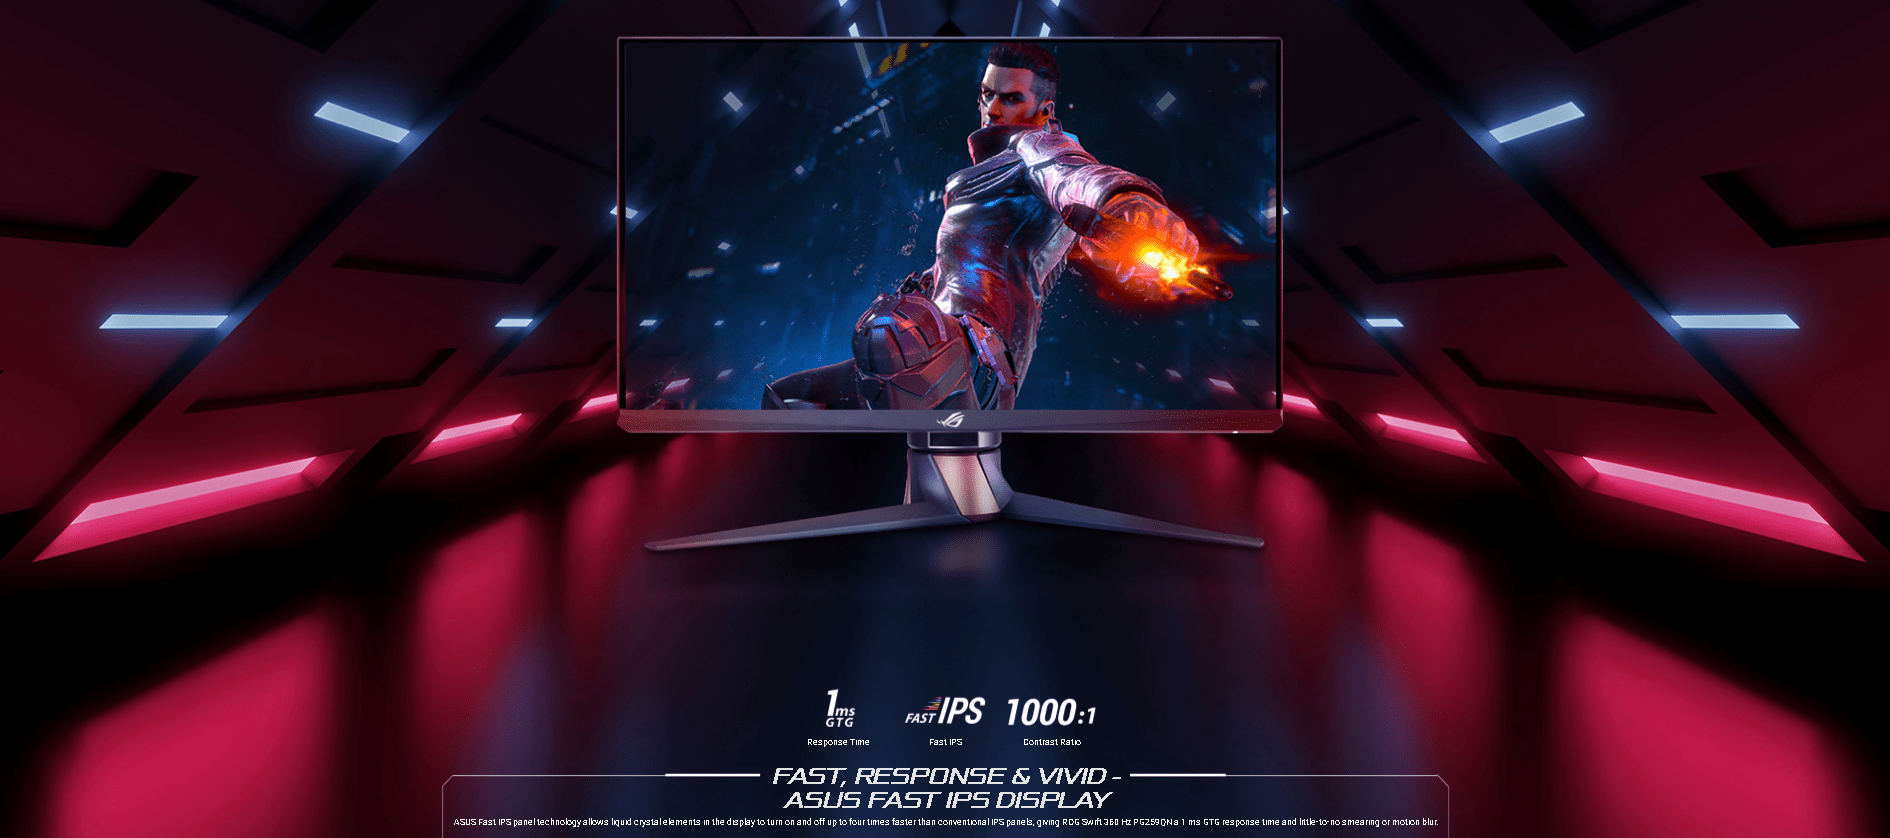 1ms
GTG
FAST IPS
1000:1
Response Time
Fast IPS
Contrast Ratio
FAST, RESPONSE & VIVID -
ASUS FAST IPS DISPLAY
ASUS Fast IPS panel technology allows liquid crystal elements in the display to turn on and off up to four times faster than conventional IPS panels, giving ROG Swift 360 Hz PG259QN a 1 ms GTG response time and little-to-no smearing or motion blur.